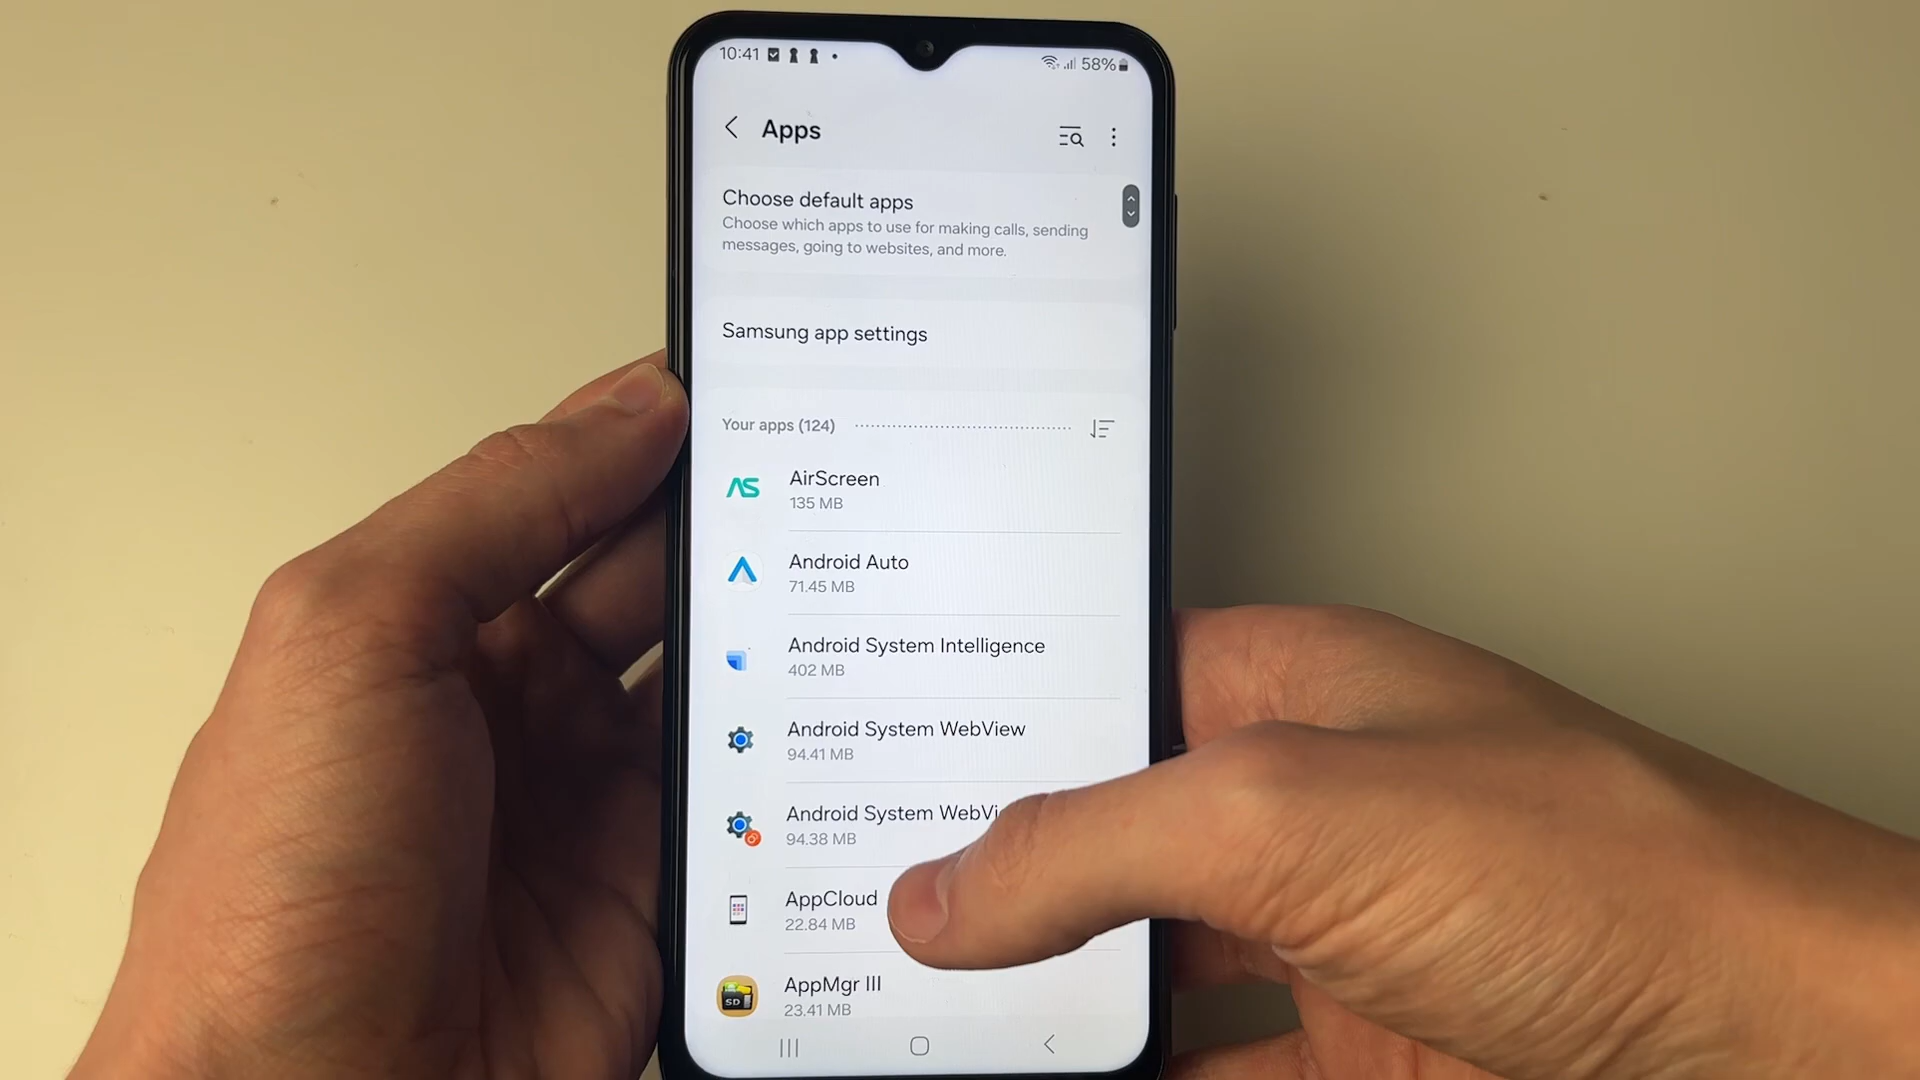 10:41
58%
Apps
Choose default apps
Choose which apps to use for making calls, sending
messages, going to websites, and more.
Samsung app settings
Your apps (124)
AirScreen
135 MB
Android Auto
71.45 MB
Android System Intelligence
402 MB
Android System WebView
94.41 MB
Android System WebVi
94.38 MB
AppCloud
22.84 MB
SD
AppMgr III
23.41 MB